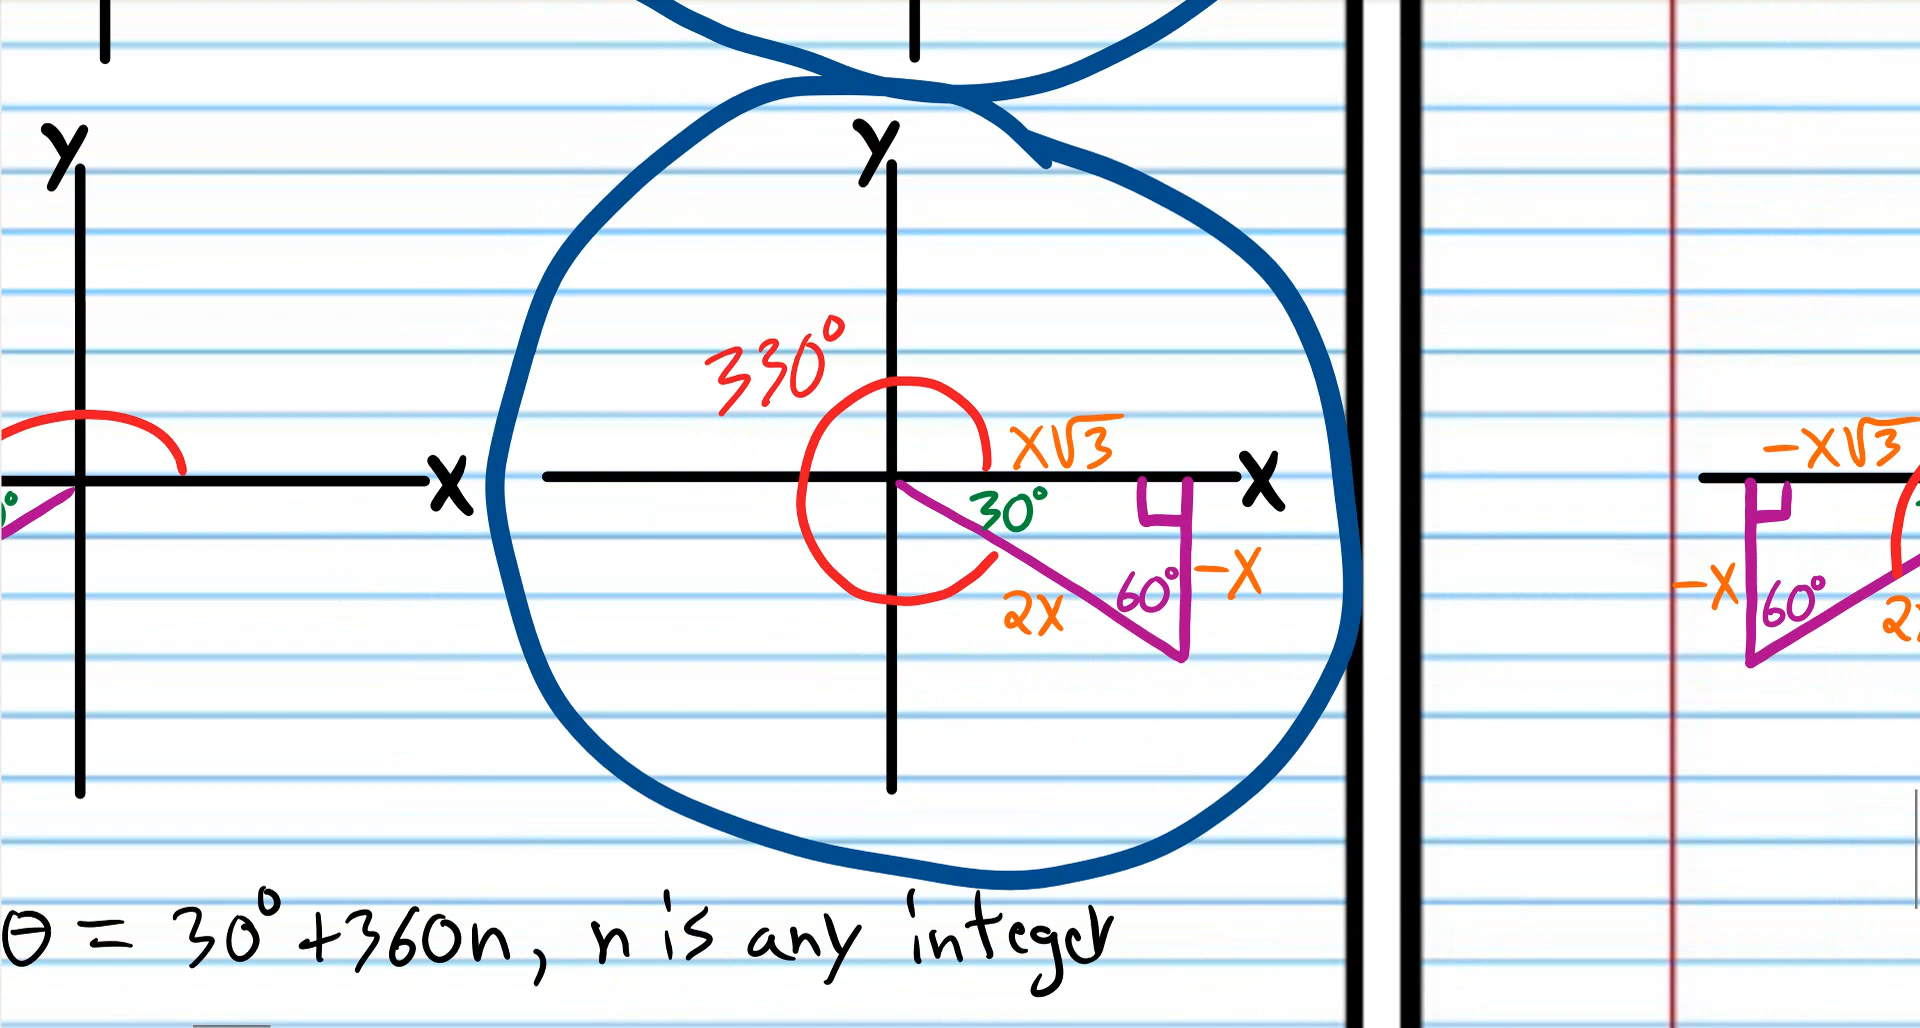 y
y
330°
x√3
-x√3
x
x
30°
60°
-x
2x
-x
60°
θ = 30° + 360n, n is any integer